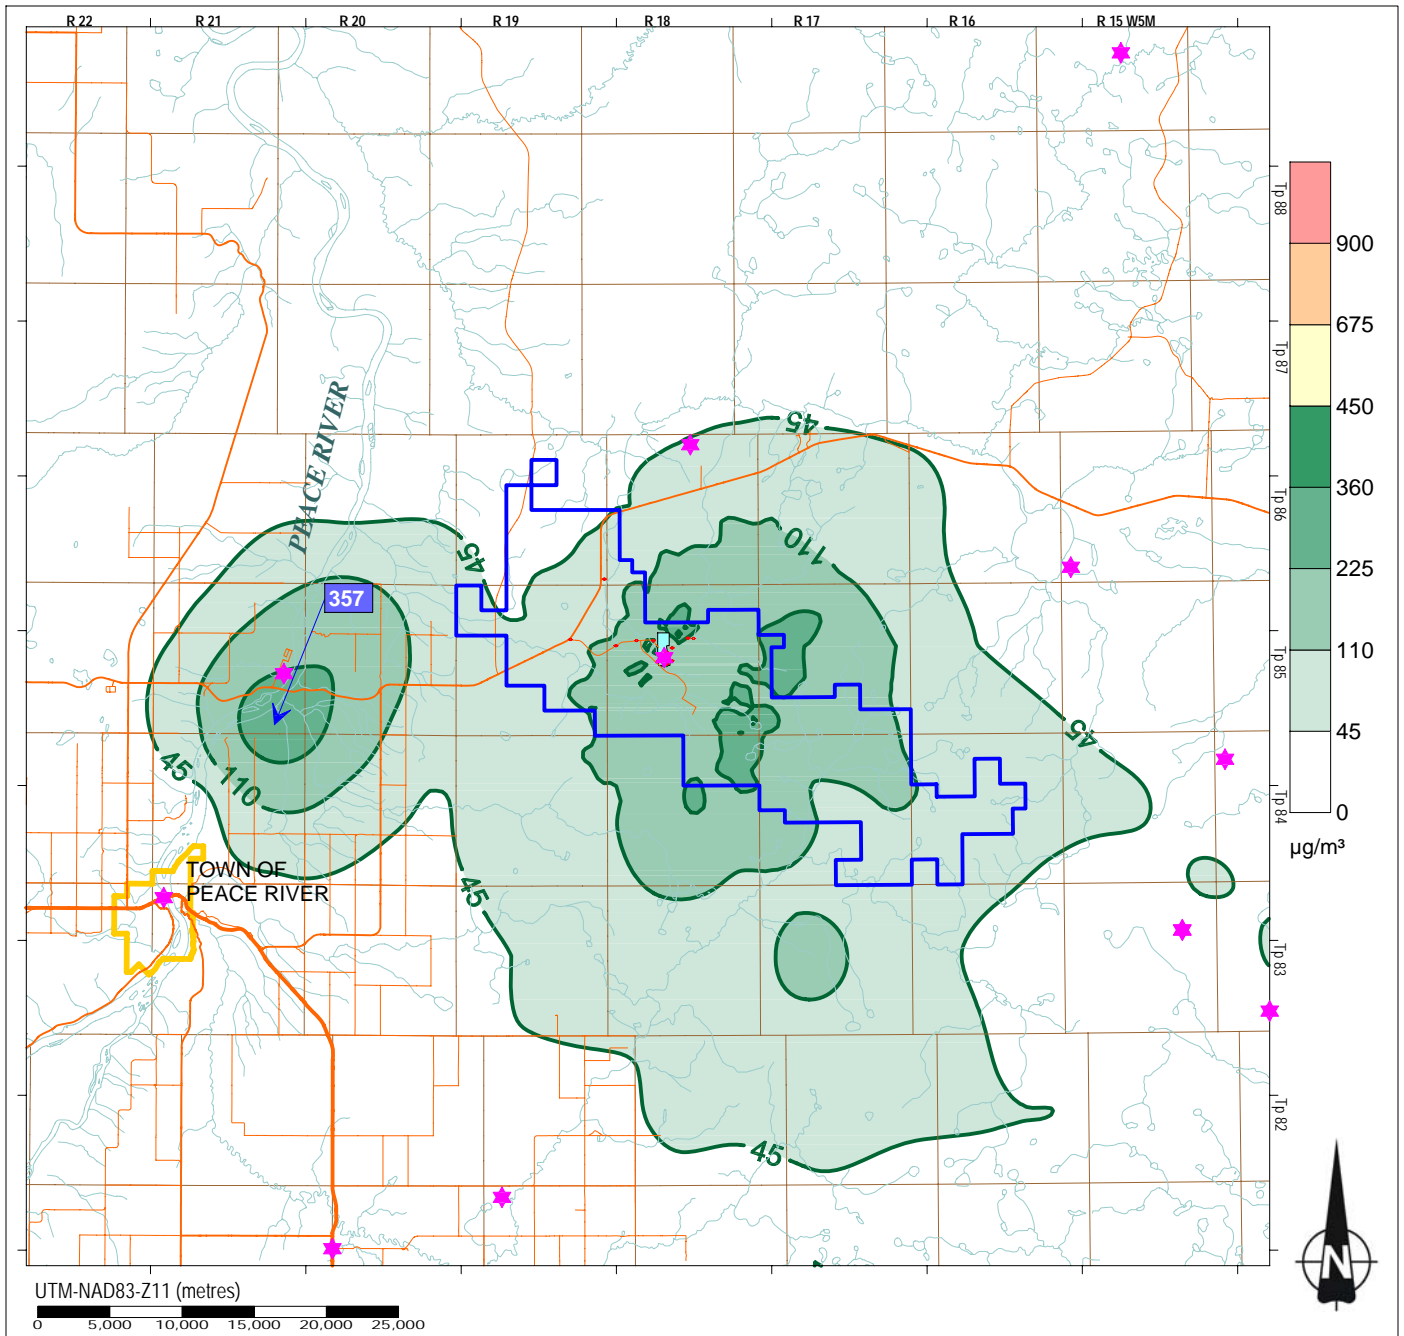 R 22 R 21 R 20 R 19 R 18 R 17 R 16 R 15 W5M
Tp 88
Tp 87
Tp 86
Tp 85
Tp 84
Tp 83
Tp 82
PEACE RIVER
45
45
110
357
45
110
45
45
45
TOWN OF
PEACE RIVER
900
675
450
360
225
110
45
0
µg/m³
N
UTM-NAD83-Z11 (metres)
0 5,000 10,000 15,000 20,000 25,000